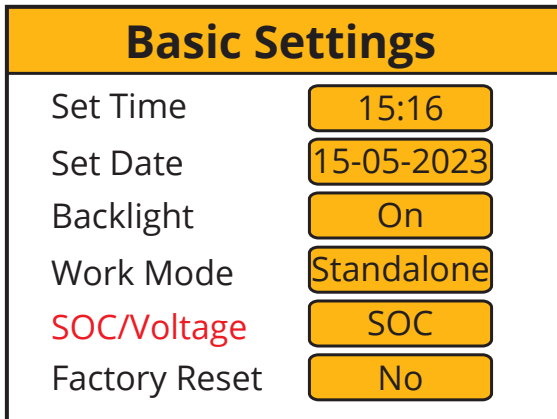 Basic Settings
Set Time 15:16
Set Date 15-05-2023
Backlight On
Work Mode Standalone
SOC/Voltage SOC
Factory Reset No